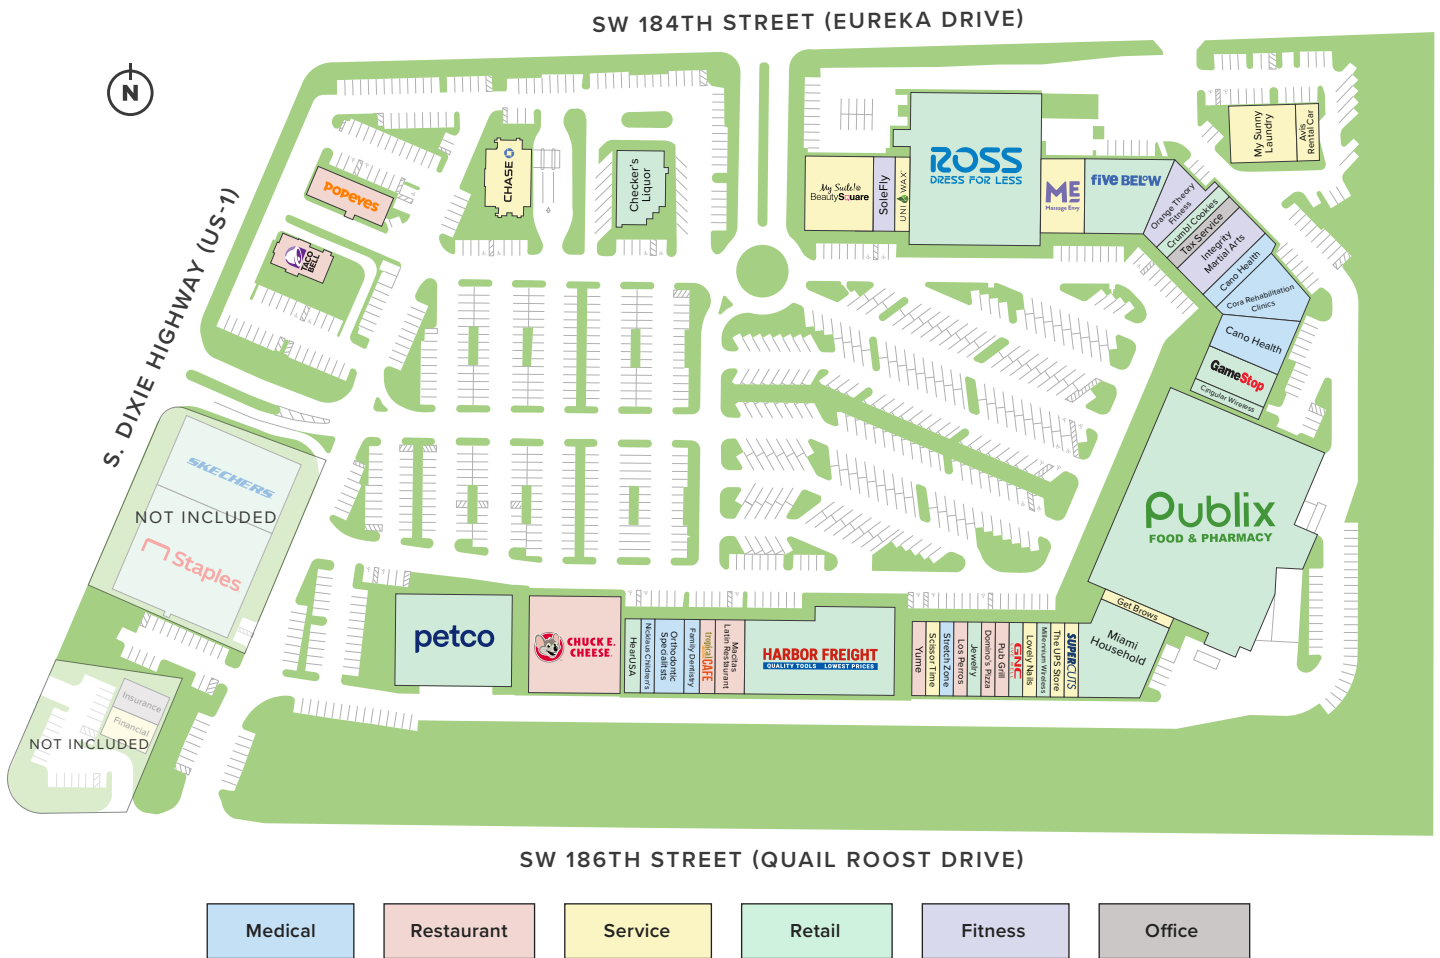 SW 184TH STREET (EUREKA DRIVE)
N
S. DIXIE HIGHWAY (US-1)
POPEYES
TACO
BELL
CHASE
Checker's
Liquor
My Suite!®
BeautySquare
SoleFly
UNI WAX
ROSS
DRESS FOR LESS
ME
Massage Envy
five BELOW
Orange Theory
Fitness
Crumbl Cookies
Tax Service
Integrity
Martial Arts
Cano Health
Cora Rehabilitation
Clinics
Cano Health
GameStop
Cingular Wireless
My Sunny
Laundry
Avis
Rental Car
Publix
FOOD & PHARMACY
Get Brows
Miami
Household
SKECHERS
NOT INCLUDED
Staples
Insurance
Financial
NOT INCLUDED
petco
CHUCK E.
CHEESE
HearUSA
Nicklaus Children's
Orthodontic
Specialists
Family Dentistry
tropical CAFE
Macitas
Latin Restaurant
HARBOR FREIGHT
QUALITY TOOLS LOWEST PRICES
Yume
Scissor Time
Stretch Zone
Los Perros
Jewelry
Domino's Pizza
Pub Grill
GNC
Lovely Nails
Millennium Wireless
The UPS Store
SUPERCUTS
SW 186TH STREET (QUAIL ROOST DRIVE)
Medical
Restaurant
Service
Retail
Fitness
Office